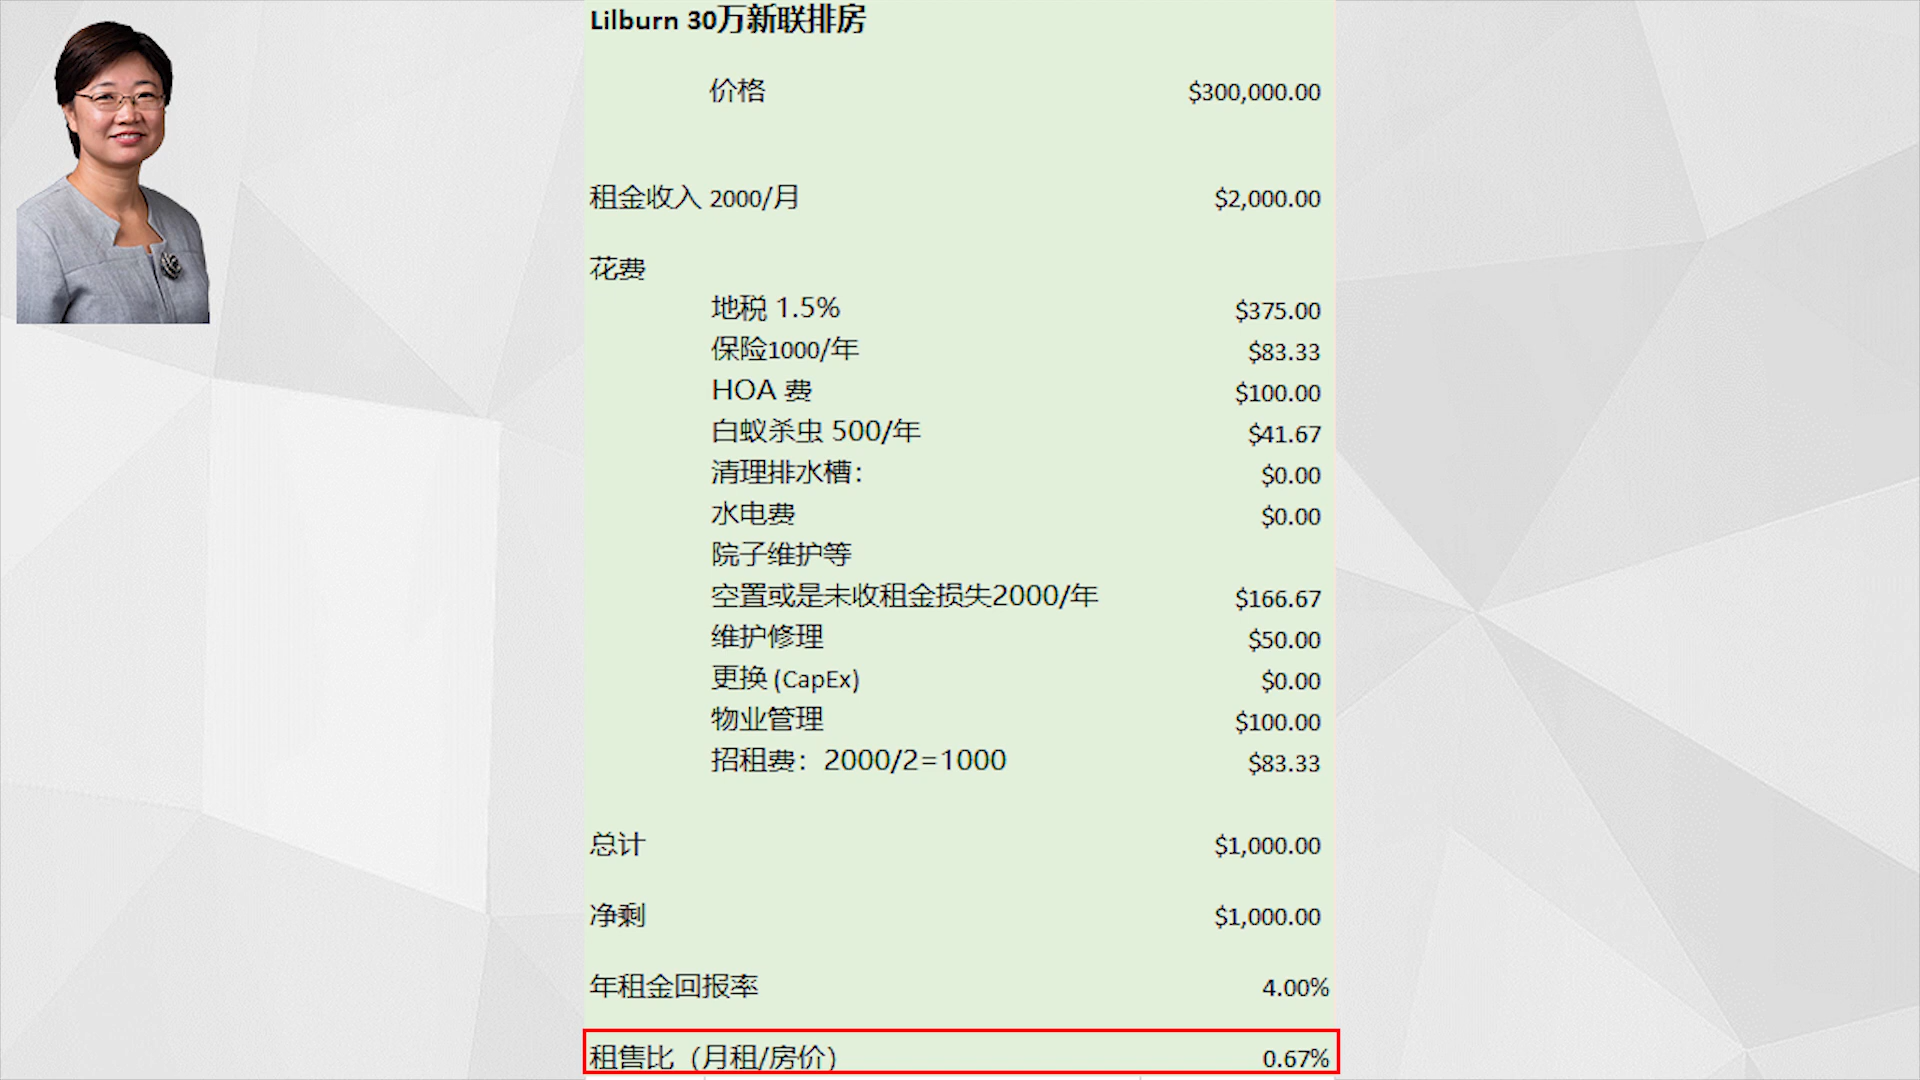 Lilburn 30万新联排房
价格 $300,000.00
租金收入 2000/月 $2,000.00
花费
地税 1.5% $375.00
保险1000/年 $83.33
HOA 费 $100.00
白蚁杀虫 500/年 $41.67
清理排水槽： $0.00
水电费 $0.00
院子维护等
空置或是未收租金损失2000/年 $166.67
维护修理 $50.00
更换 (CapEx) $0.00
物业管理 $100.00
招租费：2000/2=1000 $83.33
总计 $1,000.00
净剩 $1,000.00
年租金回报率 4.00%
租售比（月租/房价） 0.67%